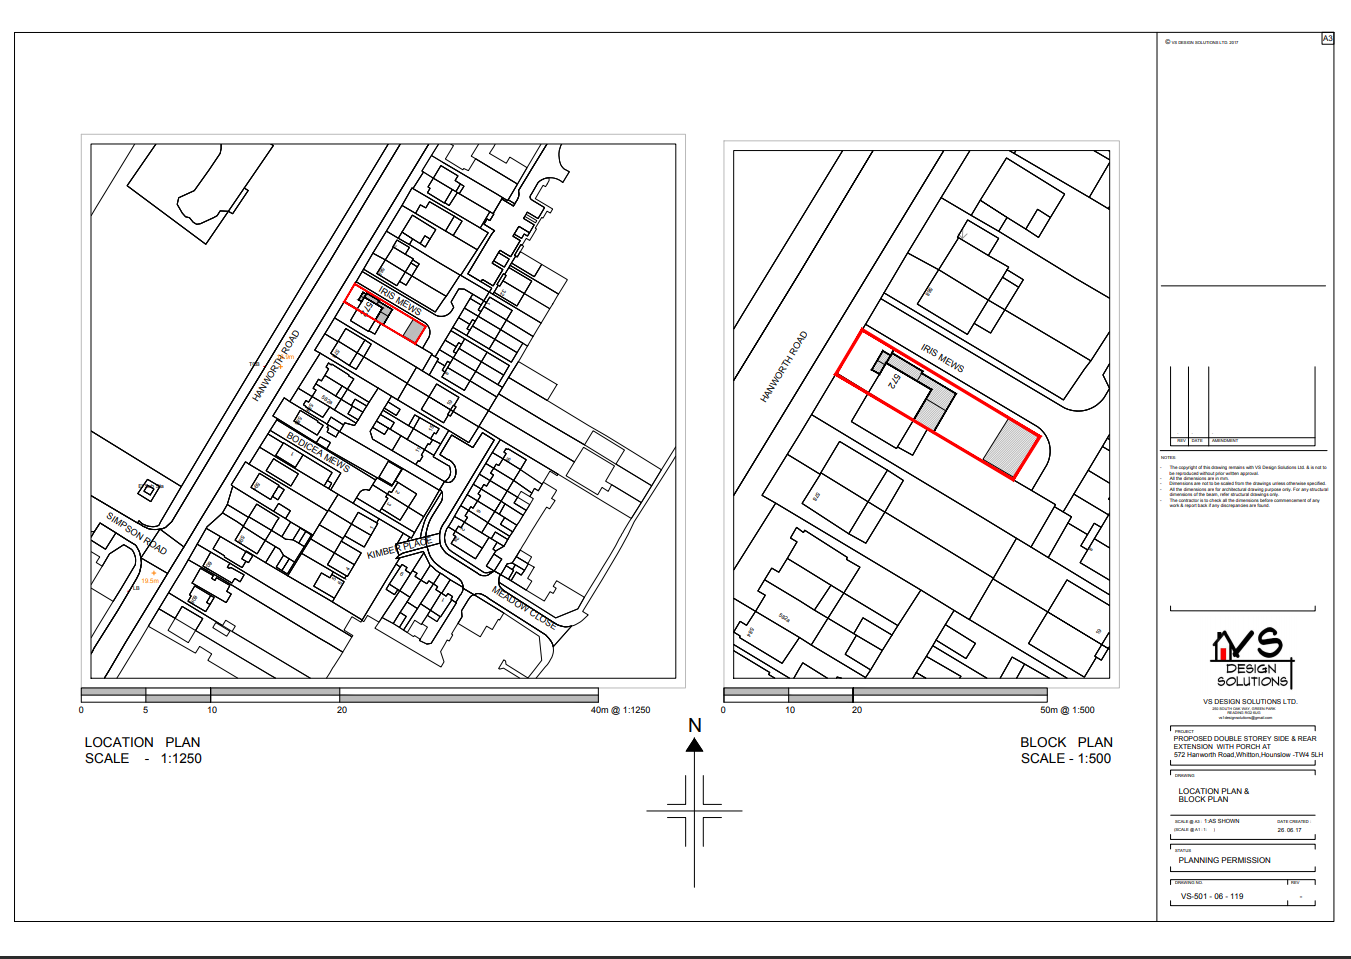 A3
© VS DESIGN SOLUTIONS LTD. 2017
IRIS MEWS
HANWORTH ROAD
BODICEA MEWS
SIMPSON ROAD
KIMBER PLACE
MEADOW CLOSE
19.5m
LB
0 5 10 20 40m @ 1:1250
LOCATION PLAN
SCALE - 1:1250
N
HANWORTH ROAD
IRIS MEWS
572
0 10 20 50m @ 1:500
BLOCK PLAN
SCALE - 1:500
REV DATE AMENDMENT
NOTES
- The copyright of this drawing remains with VS Design Solutions Ltd. & is not to
be reproduced without prior written approval.
- All the dimensions are in mm.
- Dimensions are not to be scaled from the drawings unless otherwise specified.
- All the dimensions are for architectural drawing purpose only. For any structural
dimensions of the beam, refer structural drawings only.
- The contractor is to check all the dimensions before commencement of any
work & report back if any discrepancies are found.
VS
DESIGN
SOLUTIONS
VS DESIGN SOLUTIONS LTD.
PROJECT
PROPOSED DOUBLE STOREY SIDE & REAR
EXTENSION WITH PORCH AT
572 Hanworth Road,Whitton,Hounslow -TW4 5LH
DRAWING
LOCATION PLAN &
BLOCK PLAN
SCALE @ A3 : 1:AS SHOWN DATE CREATED :
(SCALE @ A1 : 1: ) 26.06.17
STATUS
PLANNING PERMISSION
DRAWING NO. REV
VS-501 - 06 - 119 -